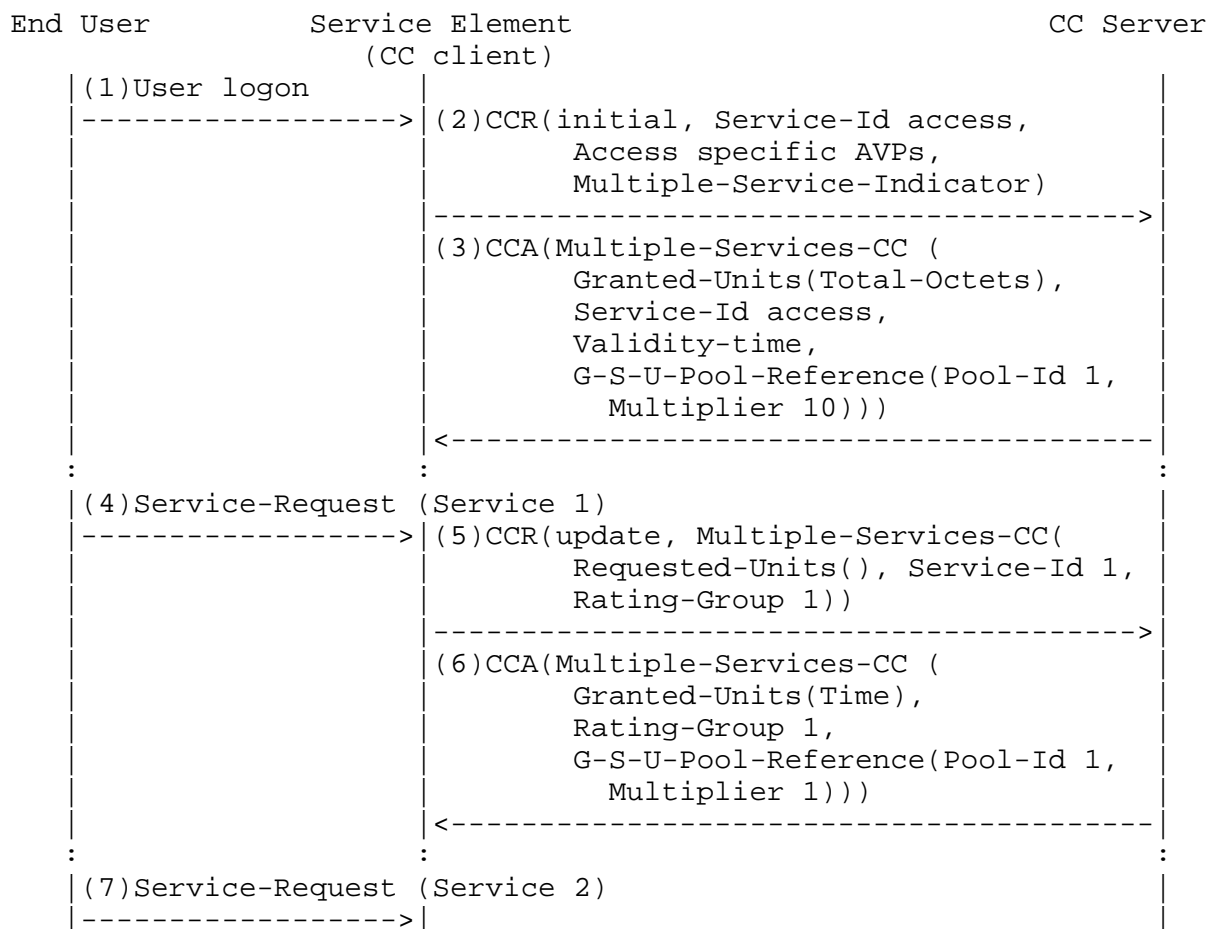 End User            Service Element                               CC Server
                       (CC client)
    |(1)User logon         |                                          |
    |------------------>|(2)CCR(initial, Service-Id access,         |
    |                   |        Access specific AVPs,              |
    |                   |        Multiple-Service-Indicator)        |
    |                   |---------------------------------------->|
    |                   |(3)CCA(Multiple-Services-CC (              |
    |                   |        Granted-Units(Total-Octets),       |
    |                   |        Service-Id access,                 |
    |                   |        Validity-time,                     |
    |                   |        G-S-U-Pool-Reference(Pool-Id 1,    |
    |                   |          Multiplier 10)))                 |
    |                   |<----------------------------------------|
    :                   :                                           :
    |(4)Service-Request (Service 1)                                 |
    |------------------>|(5)CCR(update, Multiple-Services-CC(       |
    |                   |        Requested-Units(), Service-Id 1,   |
    |                   |        Rating-Group 1))                   |
    |                   |---------------------------------------->|
    |                   |(6)CCA(Multiple-Services-CC (              |
    |                   |        Granted-Units(Time),               |
    |                   |        Rating-Group 1,                    |
    |                   |        G-S-U-Pool-Reference(Pool-Id 1,    |
    |                   |          Multiplier 1)))                  |
    |                   |<----------------------------------------|
    :                   :                                           :
    |(7)Service-Request (Service 2)                                 |
    |------------------>|                                           |